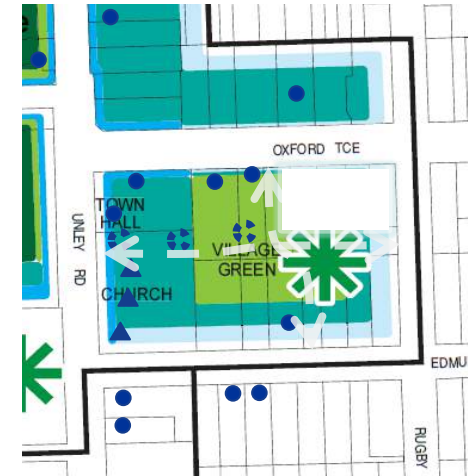 OXFORD TCE
TOWN
HALL
UNLEY RD
VILLAGE
GREEN
CHURCH
EDMU
RUGBY